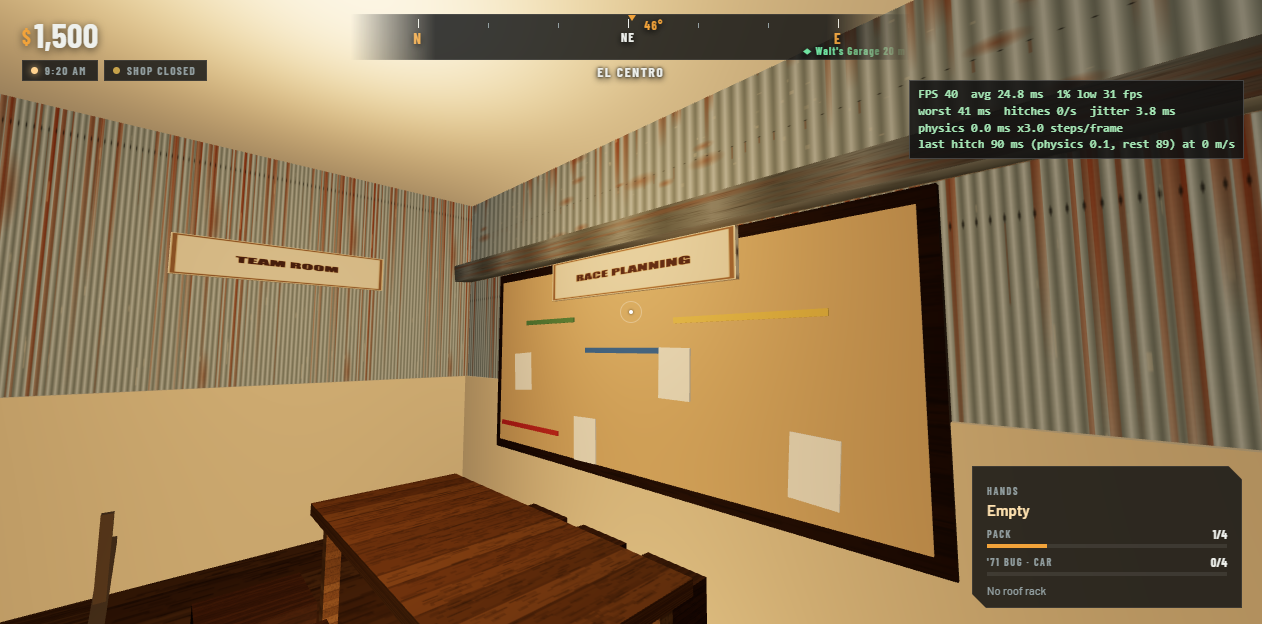 $1,500
9:20 AM
SHOP CLOSED
N
NE
46°
E
Walt's Garage 20 m
EL CENTRO
FPS 40 avg 24.8 ms 1% low 31 fps
worst 41 ms hitches 0/s jitter 3.8 ms
physics 0.0 ms x3.0 steps/frame
last hitch 90 ms (physics 0.1, rest 89) at 0 m/s
TEAM ROOM
RACE PLANNING
HANDS
Empty
PACK 1/4
'71 BUG · CAR 0/4
No roof rack